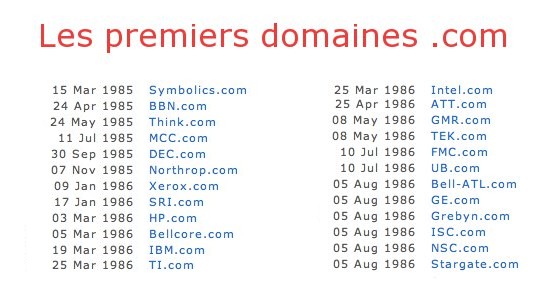 Les premiers domaines .com
15 Mar 1985 Symbolics.com
24 Apr 1985 BBN.com
24 May 1985 Think.com
11 Jul 1985 MCC.com
30 Sep 1985 DEC.com
07 Nov 1985 Northrop.com
09 Jan 1986 Xerox.com
17 Jan 1986 SRI.com
03 Mar 1986 HP.com
05 Mar 1986 Bellcore.com
19 Mar 1986 IBM.com
25 Mar 1986 TI.com
25 Mar 1986 Intel.com
25 Apr 1986 ATT.com
08 May 1986 GMR.com
08 May 1986 TEK.com
10 Jul 1986 FMC.com
10 Jul 1986 UB.com
05 Aug 1986 Bell-ATL.com
05 Aug 1986 GE.com
05 Aug 1986 Grebyn.com
05 Aug 1986 ISC.com
05 Aug 1986 NSC.com
05 Aug 1986 Stargate.com